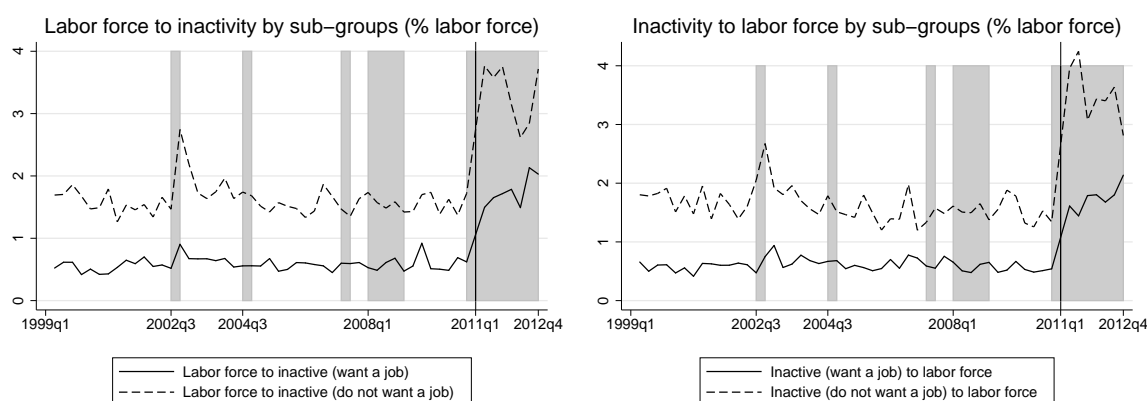 Labor force to inactivity by sub−groups (% labor force)
4
3
2
1
0
1999q1 2002q3 2004q3 2008q1 2011q1 2012q4
Labor force to inactive (want a job)
Labor force to inactive (do not want a job)
Inactivity to labor force by sub−groups (% labor force)
4
3
2
1
0
1999q1 2002q3 2004q3 2008q1 2011q1 2012q4
Inactive (want a job) to labor force
Inactive (do not want a job) to labor force